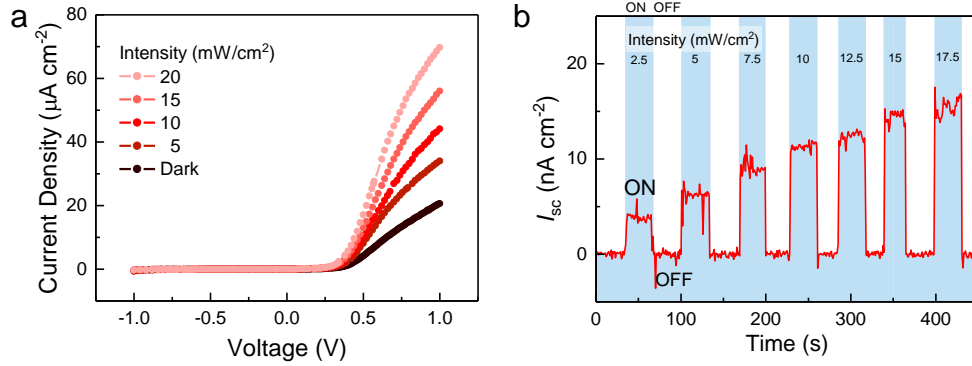 a
Intensity (mW/cm²)
20
15
10
5
Dark
80
60
40
20
0
Current Density (µA cm⁻²)
-1.0 -0.5 0.0 0.5 1.0
Voltage (V)
b
ON OFF
Intensity (mW/cm²)
2.5 5 7.5 10 12.5 15 17.5
20
10
0
I_sc (nA cm⁻²)
ON
OFF
0 100 200 300 400
Time (s)